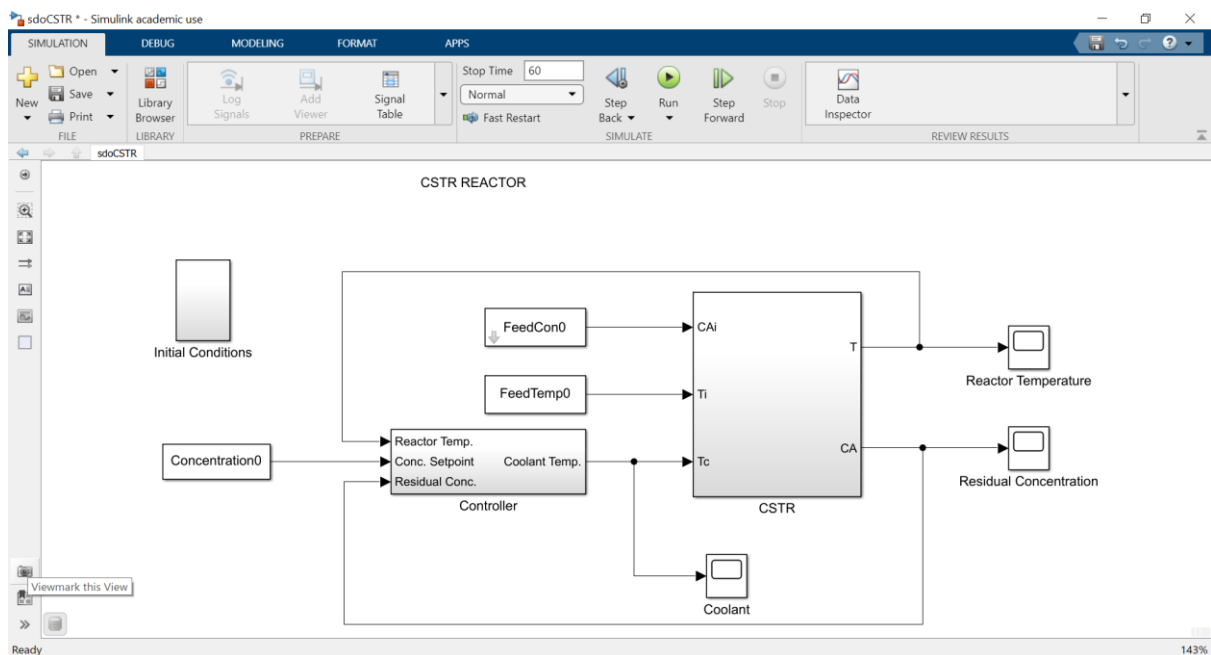 sdoCSTR * - Simulink academic use
SIMULATION DEBUG MODELING FORMAT APPS
New
Open
Save
Print
FILE
Library
Browser
LIBRARY
Log
Signals
Add
Viewer
Signal
Table
PREPARE
Stop Time 60
Normal
Fast Restart
Step
Back
Run
Step
Forward
Stop
SIMULATE
Data
Inspector
REVIEW RESULTS
sdoCSTR
CSTR REACTOR
Initial Conditions
FeedCon0
FeedTemp0
Concentration0
Reactor Temp.
Conc. Setpoint
Residual Conc.
Coolant Temp.
Controller
CAi
Ti
Tc
T
CA
CSTR
Reactor Temperature
Residual Concentration
Coolant
Viewmark this View
Ready
143%